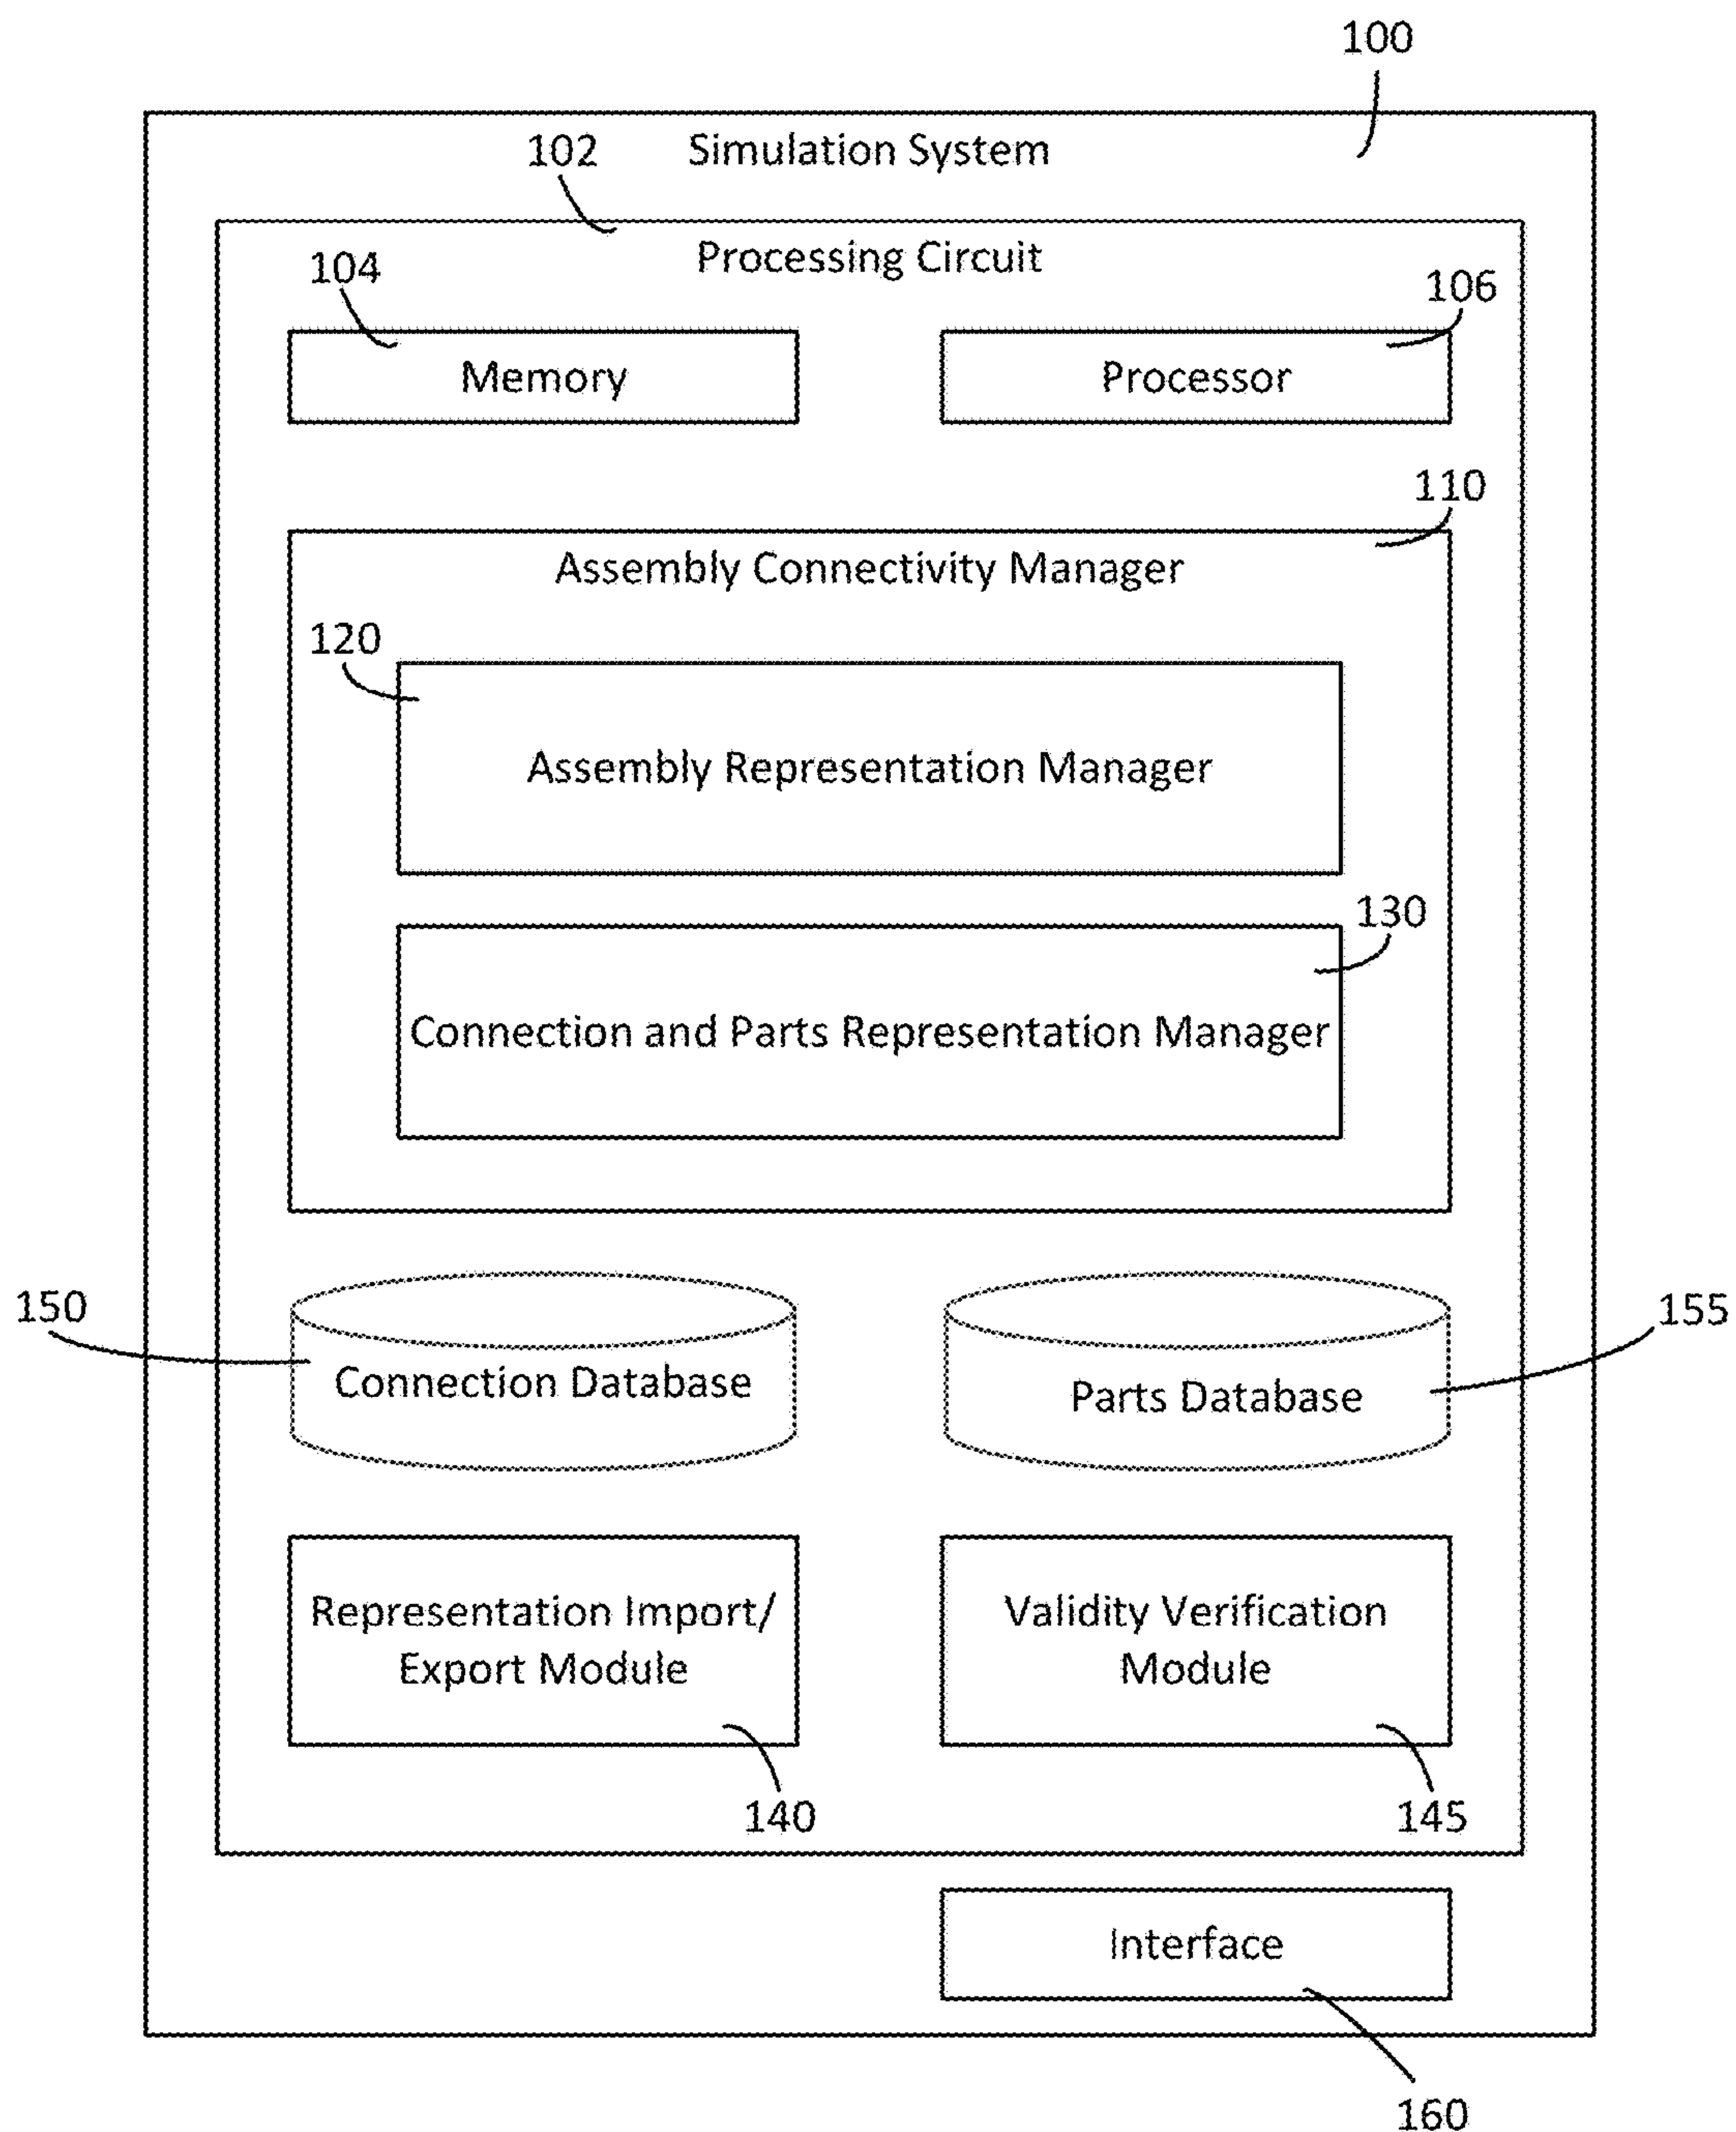 100
102
Simulation System
Processing Circuit
104
106
Memory
Processor
110
Assembly Connectivity Manager
120
Assembly Representation Manager
130
Connection and Parts Representation Manager
150
155
Connection Database
Parts Database
Representation Import/
Export Module
Validity Verification
Module
140
145
Interface
160